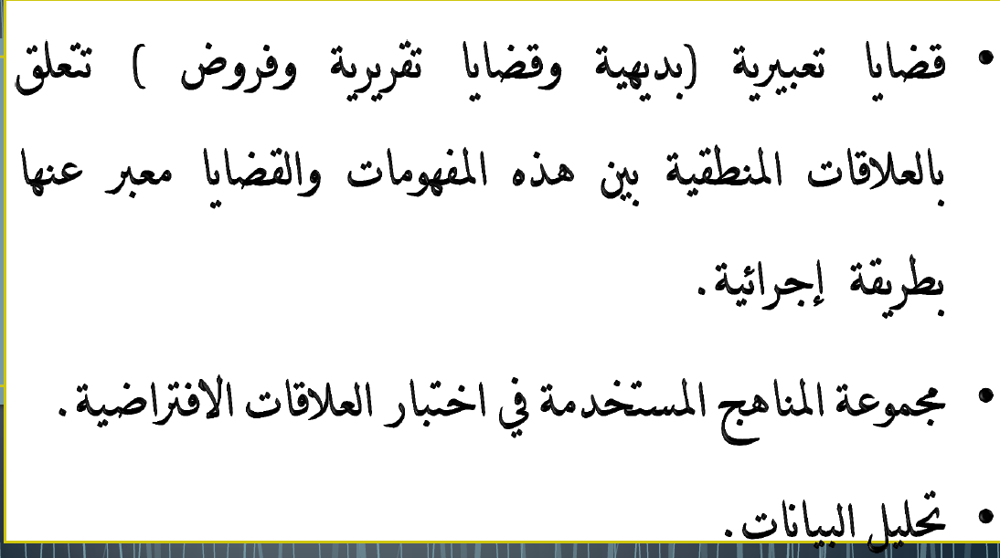 • قضايا تعبيرية (بديهية وقضايا تقريرية وفروض ) تتعلق
بالعلاقات المنطقية بين هذه المفهومات والقضايا معبر عنها
بطريقة إجرائية.
• مجموعة المناهج المستخدمة في اختبار العلاقات الافتراضية.
• تحليل البيانات.